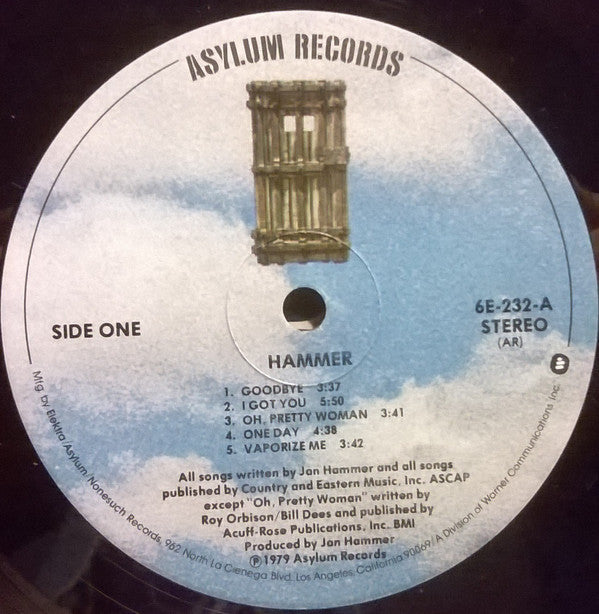 ASYLUM RECORDS
6E-232-A
SIDE ONE
STEREO
(AR)
HAMMER
1. GOODBYE 3:37
2. I GOT YOU 5:50
3. OH, PRETTY WOMAN 3:41
4. ONE DAY 4:38
5. VAPORIZE ME 3:42
All songs written by Jan Hammer and all songs
published by Country and Eastern Music, Inc. ASCAP
except "Oh, Pretty Woman" written by
Roy Orbison/Bill Dees and published by
Acuff-Rose Publications, Inc. BMI
Produced by Jan Hammer
℗1979 Asylum Records
Mfg. by Elektra/Asylum/Nonesuch Records, 962 North La Cienega Blvd. Los Angeles, California 90069/A Division of Warner Communications Inc.